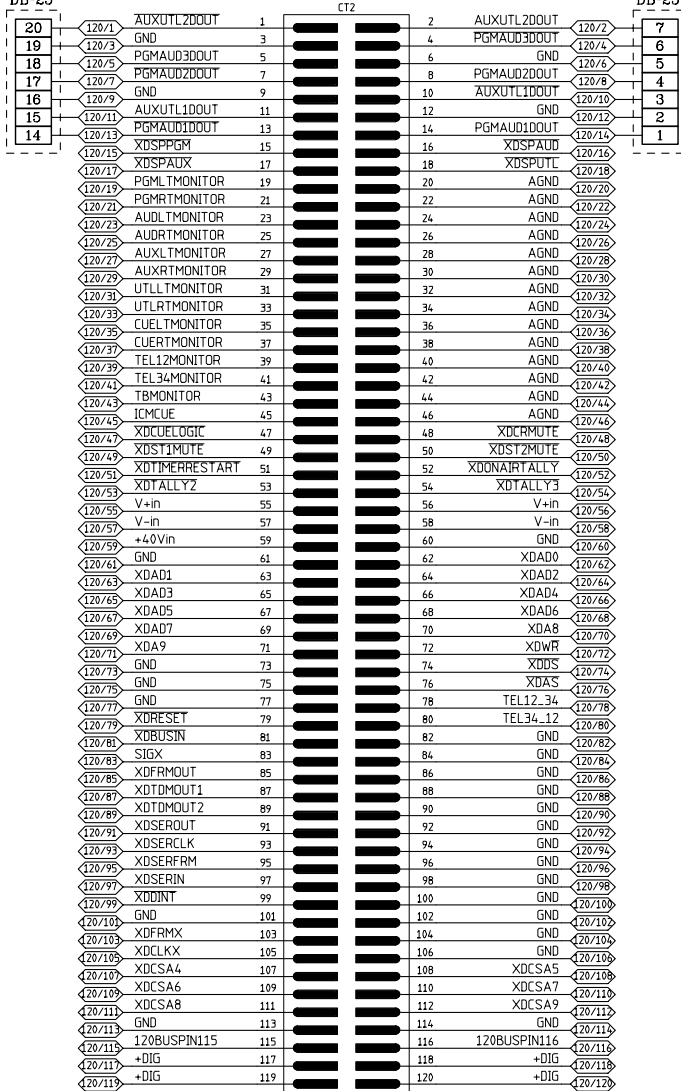 DB-25 CT2 DB-25
20 120/1 AUXUTL2DOUT 1 2 AUXUTL2DOUT 120/2 7
19 120/3 GND 3 4 PGMAUD3DOUT 120/4 6
18 120/5 PGMAUD3DOUT 5 6 GND 120/6 5
17 120/7 PGMAUD2DOUT 7 8 PGMAUD2DOUT 120/8 4
16 120/9 GND 9 10 AUXUTL1DOUT 120/10 3
15 120/11 AUXUTL1DOUT 11 12 GND 120/12 2
14 120/13 PGMAUD1DOUT 13 14 PGMAUD1DOUT 120/14 1
120/15 XDSPPGM 15 16 XDSPAUD 120/16
120/17 XDSPAUX 17 18 XDSPUTL 120/18
120/19 PGMLTMONITOR 19 20 AGND 120/20
120/21 PGMRTMONITOR 21 22 AGND 120/22
120/23 AUDLTMONITOR 23 24 AGND 120/24
120/25 AUDRTMONITOR 25 26 AGND 120/26
120/27 AUXLTMONITOR 27 28 AGND 120/28
120/29 AUXRTMONITOR 29 30 AGND 120/30
120/31 UTLLTMONITOR 31 32 AGND 120/32
120/33 UTLRTMONITOR 33 34 AGND 120/34
120/35 CUELTMONITOR 35 36 AGND 120/36
120/37 CUERTMONITOR 37 38 AGND 120/38
120/39 TEL12MONITOR 39 40 AGND 120/40
120/41 TEL34MONITOR 41 42 AGND 120/42
120/43 TBMONITOR 43 44 AGND 120/44
120/45 ICMCUE 45 46 AGND 120/46
120/47 XDCUELOGIC 47 48 XDCRMUTE 120/48
120/49 XDST1MUTE 49 50 XDST2MUTE 120/50
120/51 XDTIMERRESTART 51 52 XDONAIRTALLY 120/52
120/53 XDTALLY2 53 54 XDTALLY3 120/54
120/55 V+in 55 56 V+in 120/56
120/57 V-in 57 58 V-in 120/58
120/59 +40Vin 59 60 GND 120/60
120/61 GND 61 62 XDAD0 120/62
120/63 XDAD1 63 64 XDAD2 120/64
120/65 XDAD3 65 66 XDAD4 120/66
120/67 XDAD5 67 68 XDAD6 120/68
120/69 XDAD7 69 70 XDA8 120/70
120/71 XDA9 71 72 XDWR 120/72
120/73 GND 73 74 XDDS 120/74
120/75 GND 75 76 XDAS 120/76
120/77 GND 77 78 TEL12_34 120/78
120/79 XDRESET 79 80 TEL34_12 120/80
120/81 XDBUSIN 81 82 GND 120/82
120/83 SIGX 83 84 GND 120/84
120/85 XDFRMOUT 85 86 GND 120/86
120/87 XDTDMOUT1 87 88 GND 120/88
120/89 XDTDMOUT2 89 90 GND 120/90
120/91 XDSEROUT 91 92 GND 120/92
120/93 XDSERCLK 93 94 GND 120/94
120/95 XDSERFRM 95 96 GND 120/96
120/97 XDSERIN 97 98 GND 120/98
120/99 XDDINT 99 100 GND 120/100
120/101 GND 101 102 GND 120/102
120/103 XDFRMX 103 104 GND 120/104
120/105 XDCLKX 105 106 GND 120/106
120/107 XDCSA4 107 108 XDCSA5 120/108
120/109 XDCSA6 109 110 XDCSA7 120/110
120/111 XDCSA8 111 112 XDCSA9 120/112
120/113 GND 113 114 GND 120/114
120/115 120BUSPIN115 115 116 120BUSPIN116 120/116
120/117 +DIG 117 118 +DIG 120/118
120/119 +DIG 119 120 +DIG 120/120